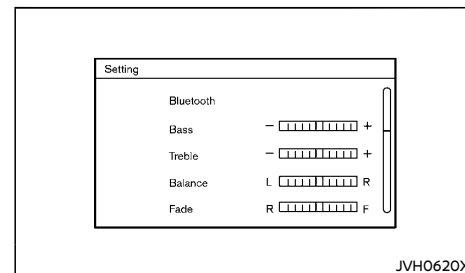 Setting
Bluetooth
Bass - +
Treble - +
Balance L R
Fade R F
JVH0620X